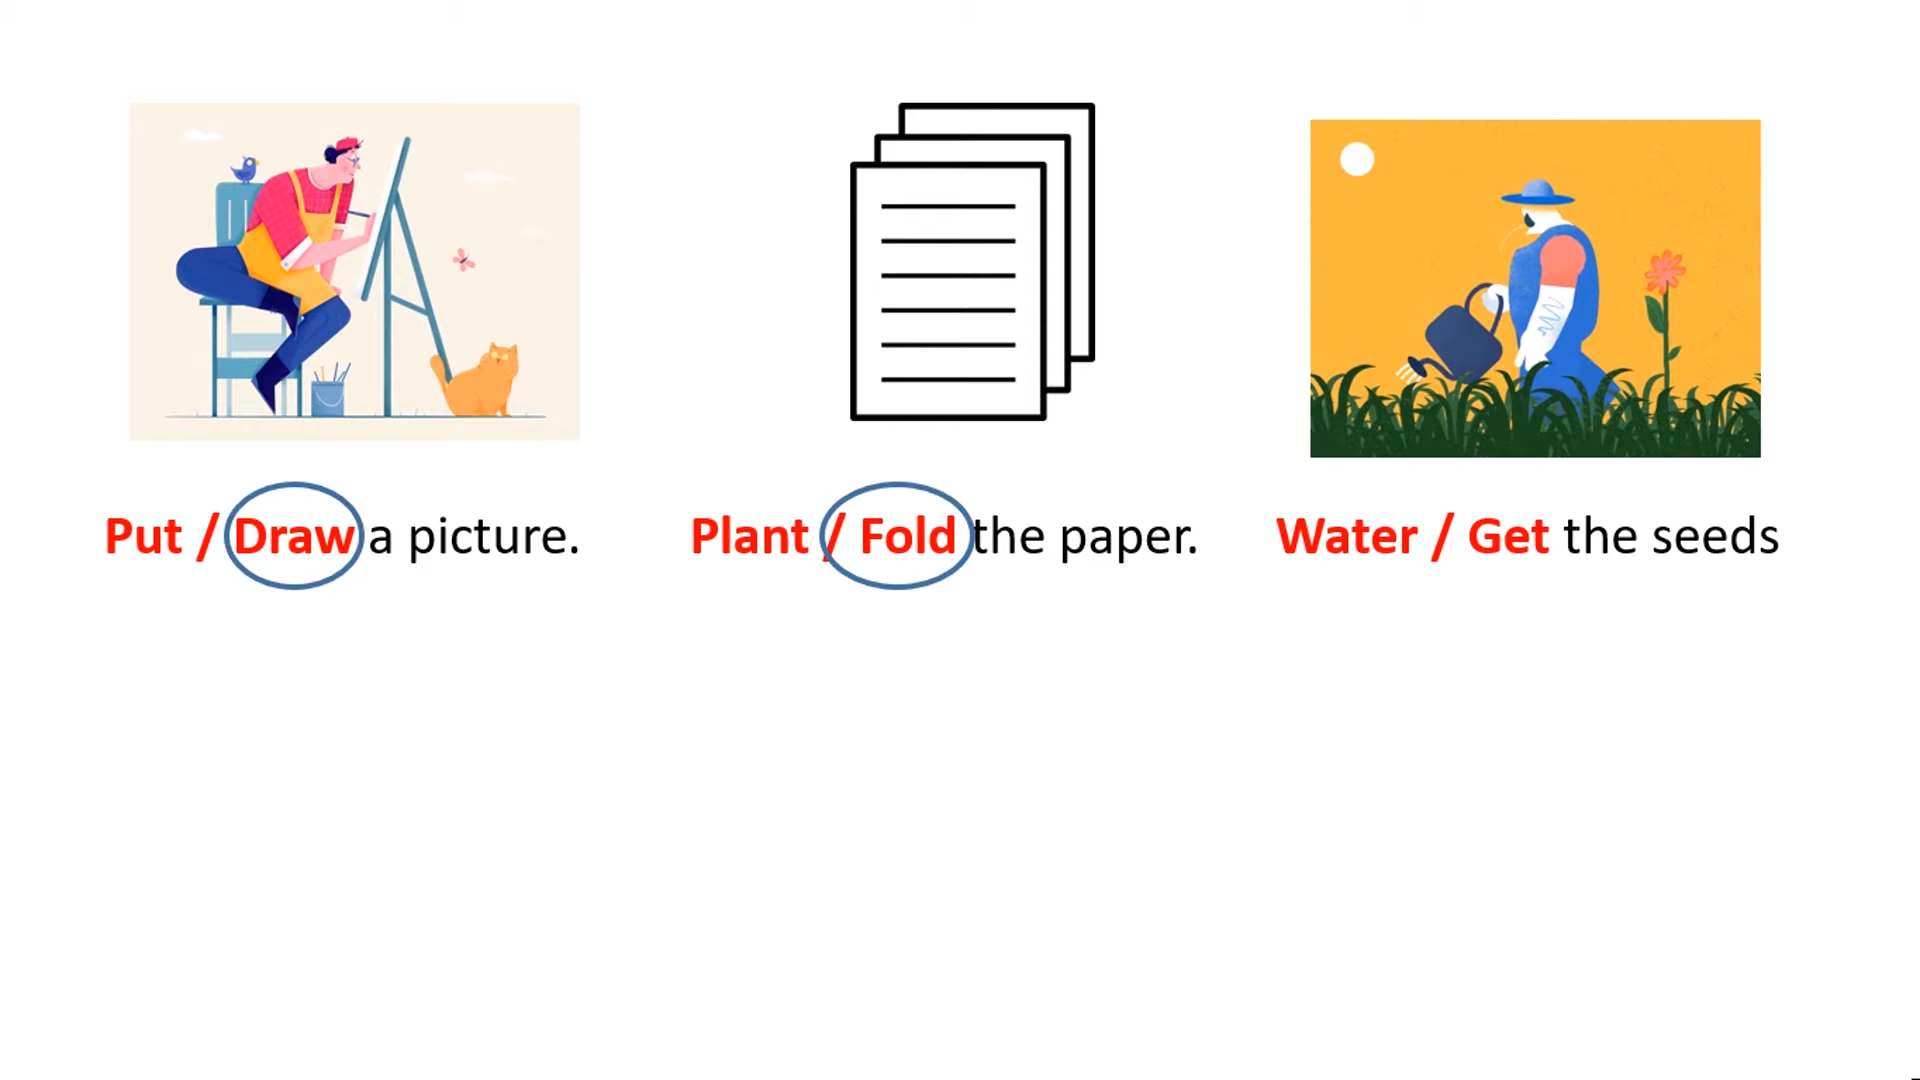 Put / Draw a picture.
Plant / Fold the paper.
Water / Get the seeds